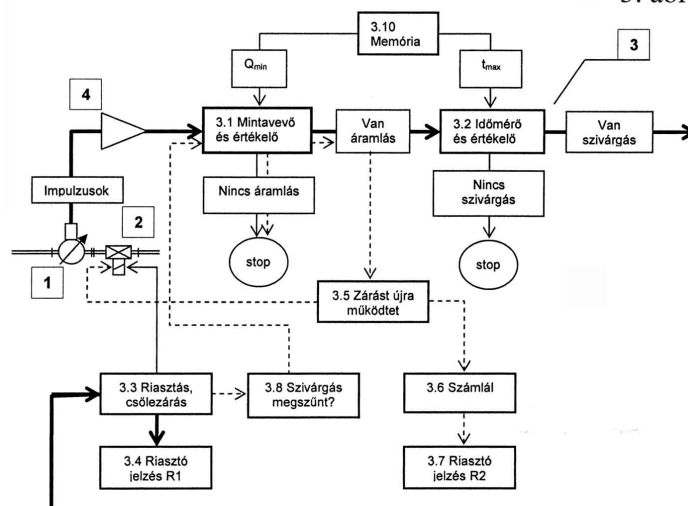 3.10
Memória
Qmin
tmax
3
4
3.1 Mintavevő
és értékelő
Van
áramlás
3.2 Időmérő
és értékelő
Van
szivárgás
Impulzusok
Nincs áramlás
Nincs
szivárgás
2
1
stop
stop
3.5 Zárást újra
működtet
3.3 Riasztás,
csőlezárás
3.8 Szivárgás
megszűnt?
3.6 Számlál
3.4 Riasztó
jelzés R1
3.7 Riasztó
jelzés R2